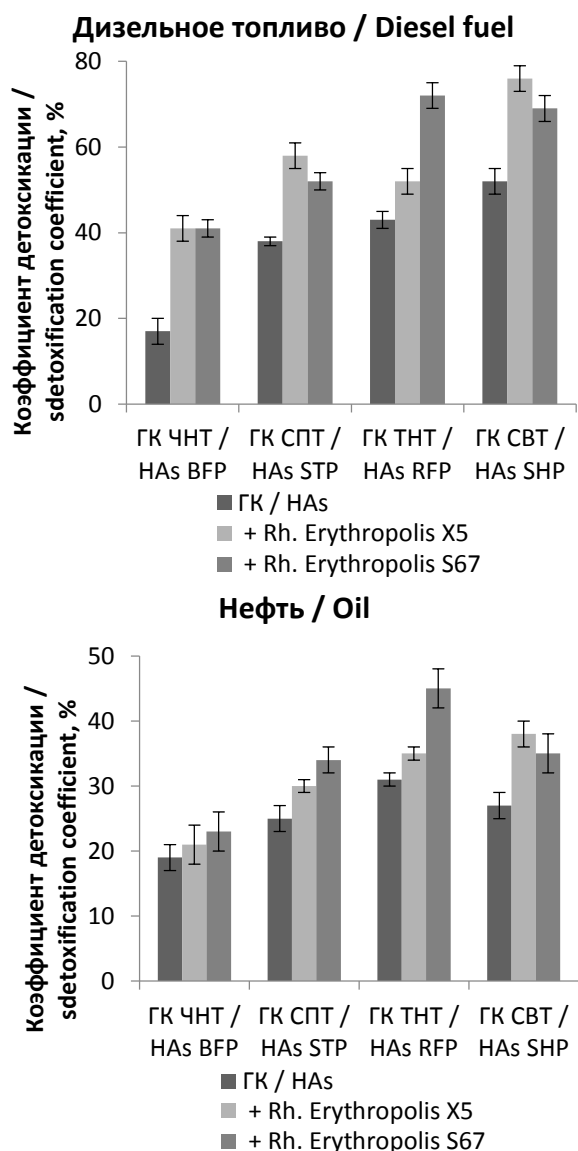 Дизельное топливо / Diesel fuel
Коэффициент детоксикации /
sdetoxification coefficient, %
80
60
40
20
0
ГК ЧНТ / ГК СПТ / ГК ТНТ / ГК СВТ /
HAs BFP HAs STP HAs RFP HAs SHP
ГК / HAs
+ Rh. Erythropolis X5
+ Rh. Erythropolis S67
Нефть / Oil
Коэффициент детоксикации /
sdetoxification coefficient, %
50
40
30
20
10
0
ГК ЧНТ / ГК СПТ / ГК ТНТ / ГК СВТ /
HAs BFP HAs STP HAs RFP HAs SHP
ГК / HAs
+ Rh. Erythropolis X5
+ Rh. Erythropolis S67